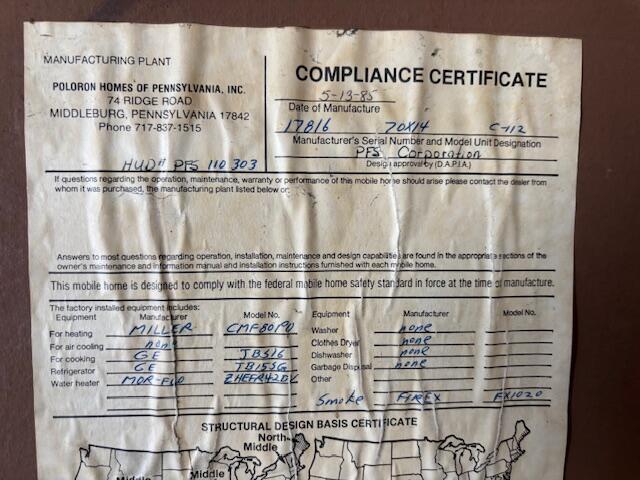 MANUFACTURING PLANT
POLORON HOMES OF PENNSYLVANIA, INC.
74 RIDGE ROAD
MIDDLEBURG, PENNSYLVANIA 17842
Phone 717-837-1515
HUD# PFS 110 303
COMPLIANCE CERTIFICATE
5-13-85
Date of Manufacture
17816 70X14 C-112
Manufacturer's Serial Number and Model Unit Designation
PFS Corporation
Design approval by (D.A.P.I.A.)
If questions regarding the operation, maintenance, warranty or performance of this mobile home should arise please contact the dealer from
whom it was purchased, the manufacturing plant listed below or:
Answers to most questions regarding operation, installation, maintenance and design capabilities are found in the appropriate sections of the
owner's maintenance and information manual and installation instructions furnished with each mobile home.
This mobile home is designed to comply with the federal mobile home safety standard in force at the time of manufacture.
The factory installed equipment includes:
Equipment Manufacturer Model No. Equipment Manufacturer Model No.
For heating MILLER CMF80PO Washer none
For air cooling none Clothes Dryer none
For cooking GE JBS16 Dishwasher none
Refrigerator GE Garbage Disposal none
Water heater MOR-FLO Other
Smoke FIREX FX1020
STRUCTURAL DESIGN BASIS CERTIFICATE
North
Middle
Middle Middle